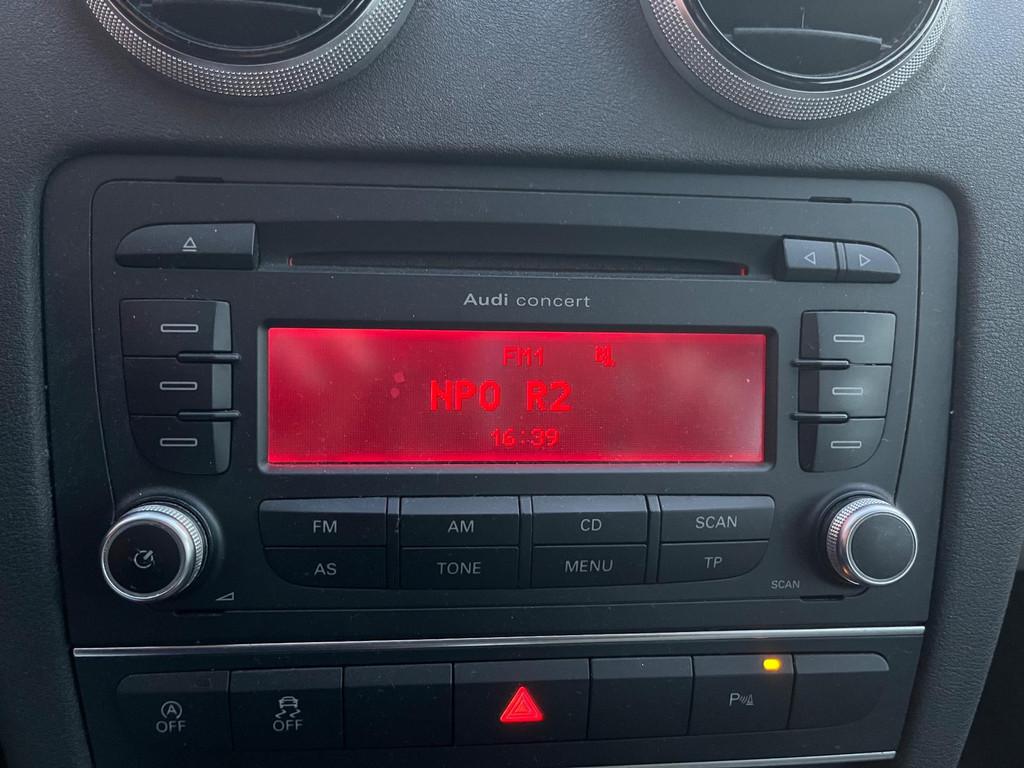 Audi concert
FM1
NPO R2
16:39
FM AM CD SCAN
AS TONE MENU TP
SCAN
A
OFF OFF P